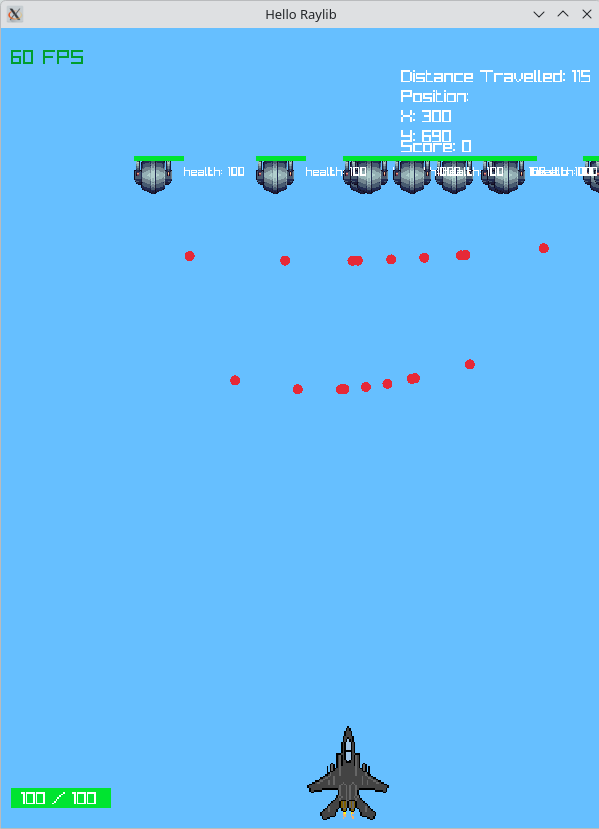 Hello Raylib
60 FPS
Distance Travelled: 115
Position:
X: 300
Y: 690
Score: 0
health: 100 health: 100
100 / 100